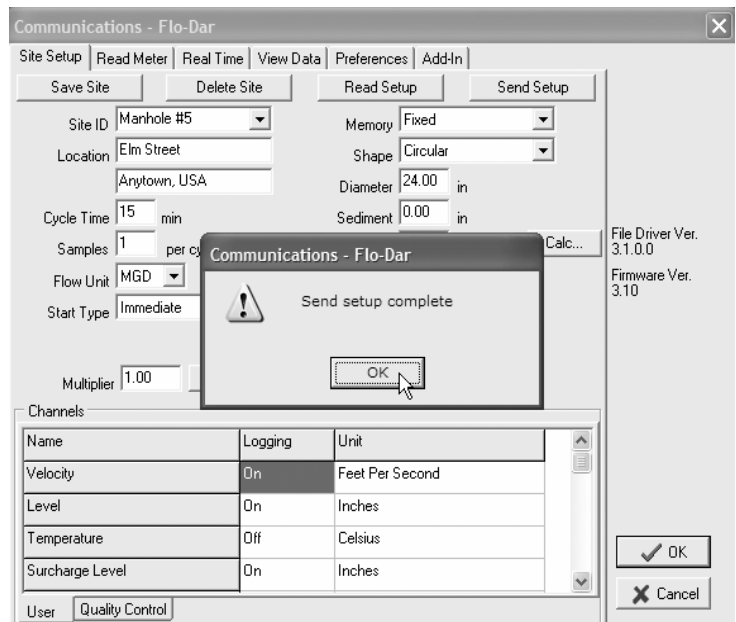 Communications - Flo-Dar
Site Setup Read Meter Real Time View Data Preferences Add-In
Save Site Delete Site Read Setup Send Setup
Site ID Manhole #5 Memory Fixed
Location Elm Street Shape Circular
Anytown, USA Diameter 24.00 in
Cycle Time 15 min Sediment 0.00 in
Samples 1 per cy Calc...
File Driver Ver.
3.1.0.0
Flow Unit MGD
Firmware Ver.
3.10
Start Type Immediate
Multiplier 1.00
Communications - Flo-Dar
Send setup complete
OK
Channels
Name Logging Unit
Velocity On Feet Per Second
Level On Inches
Temperature Off Celsius
Surcharge Level On Inches
User Quality Control
OK
Cancel